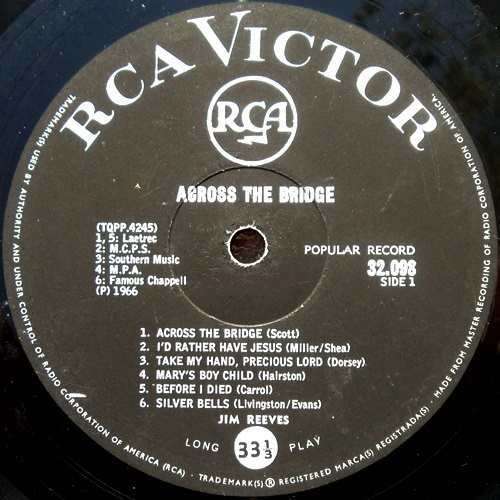 RCA VICTOR
RCA
ACROSS THE BRIDGE
(TQPP.4245)
1, 5: Laetrec
2: M.C.P.S.
3: Southern Music
4: M.P.A.
6: Famous Chappell
(P) 1966
POPULAR RECORD
32.098
SIDE 1
1. ACROSS THE BRIDGE (Scott)
2. I'D RATHER HAVE JESUS (Miller/Shea)
3. TAKE MY HAND, PRECIOUS LORD (Dorsey)
4. MARY'S BOY CHILD (Hairston)
5. BEFORE I DIED (Carrol)
6. SILVER BELLS (Livingston/Evans)
JIM REEVES
LONG 33 1/3 PLAY
TRADEMARK(S) USED BY AUTHORITY AND UNDER CONTROL OF RADIO CORPORATION OF AMERICA (RCA) - TRADEMARK(S) ® REGISTERED MARCA(S) REGISTRADA(S) - MADE FROM MASTER RECORDING OF RADIO CORPORATION OF AMERICA.